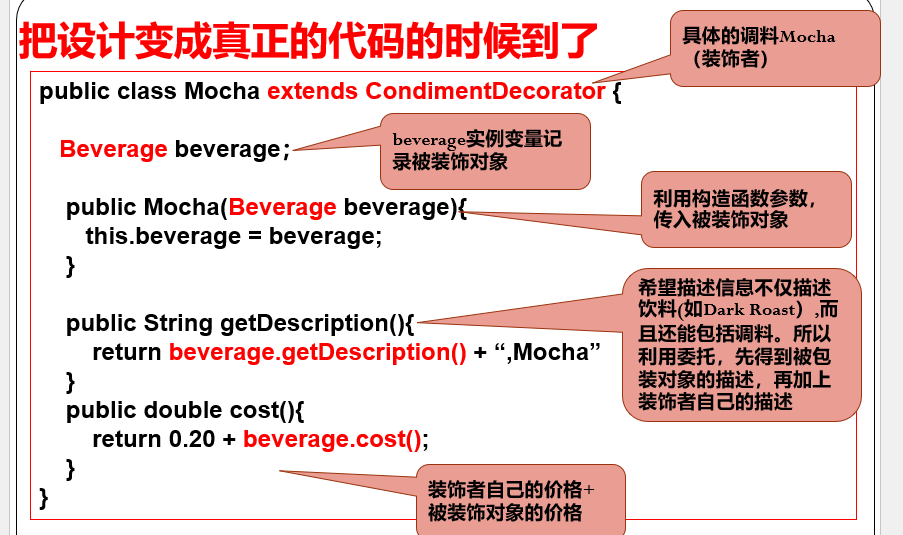 把设计变成真正的代码的时候到了
具体的调料Mocha
（装饰者）
public class Mocha extends CondimentDecorator {
Beverage beverage;
beverage实例变量记
录被装饰对象
public Mocha(Beverage beverage){
this.beverage = beverage;
}
利用构造函数参数，
传入被装饰对象
public String getDescription(){
return beverage.getDescription() + “,Mocha”
}
希望描述信息不仅描述
饮料(如Dark Roast）,而
且还能包括调料。所以
利用委托，先得到被包
装对象的描述，再加上
装饰者自己的描述
public double cost(){
return 0.20 + beverage.cost();
}
}
装饰者自己的价格+
被装饰对象的价格